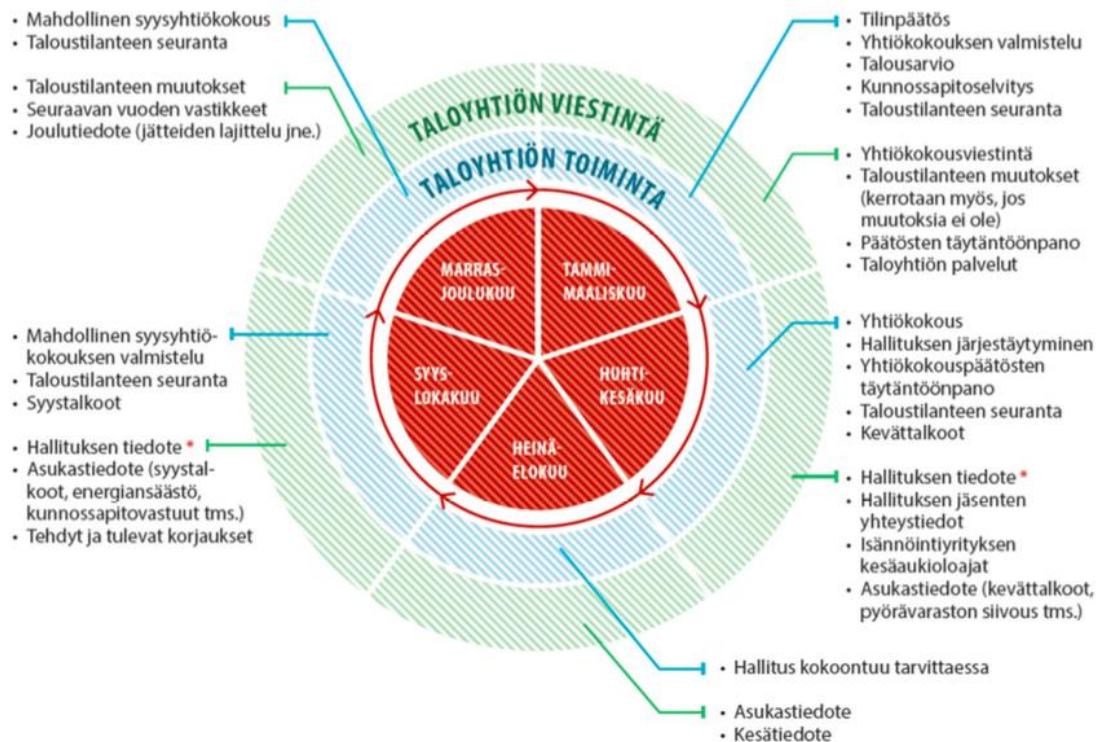 • Mahdollinen syysyhtiökokous
• Taloustilanteen seuranta
• Taloustilanteen muutokset
• Seuraavan vuoden vastikkeet
• Joulutiedote (jätteiden lajittelu jne.)
• Mahdollinen syysyhtiö-
kokouksen valmistelu
• Taloustilanteen seuranta
• Syystalkoot
• Hallituksen tiedote *
• Asukastiedote (syystal-
koot, energiansäästö,
kunnossapitovastuut tms.)
• Tehdyt ja tulevat korjaukset
TALOYHTIÖN VIESTINTÄ
TALOYHTIÖN TOIMINTA
MARRAS-
JOULUKUU
TAMMI-
MAALISKUU
SYYS-
LOKAKUU
HUHTI-
KESÄKUU
HEINÄ-
ELOKUU
• Tilinpäätös
• Yhtiökokouksen valmistelu
• Talousarvio
• Kunnossapitoselvitys
• Taloustilanteen seuranta
• Yhtiökokousviestintä
• Taloustilanteen muutokset
(kerrotaan myös, jos
muutoksia ei ole)
• Päätösten täytäntöönpano
• Taloyhtiön palvelut
• Yhtiökokous
• Hallituksen järjestäytyminen
• Yhtiökokouspäätösten
täytäntöönpano
• Taloustilanteen seuranta
• Kevättalkoot
• Hallituksen tiedote *
• Hallituksen jäsenten
yhteystiedot
• Isännöintiyrityksen
kesäaukioloajat
• Asukastiedote (kevättalkoot,
pyörävaraston siivous tms.)
• Hallitus kokoontuu tarvittaessa
• Asukastiedote
• Kesätiedote